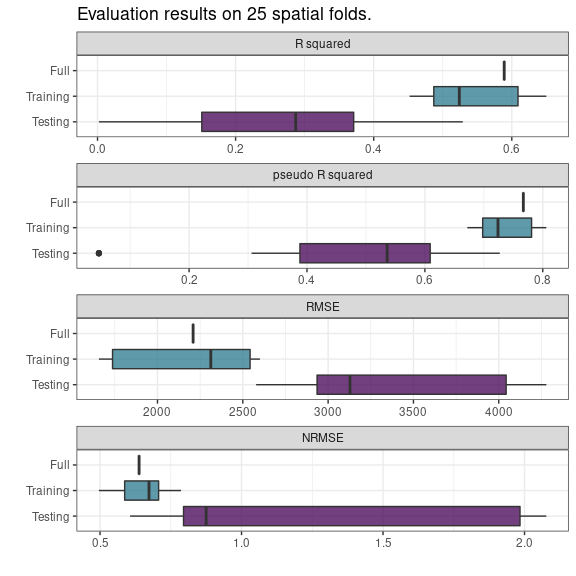 Evaluation results on 25 spatial folds.
R squared
Full
Training
Testing
0.0 0.2 0.4 0.6
pseudo R squared
Full
Training
Testing
0.2 0.4 0.6 0.8
RMSE
Full
Training
Testing
2000 2500 3000 3500 4000
NRMSE
Full
Training
Testing
0.5 1.0 1.5 2.0